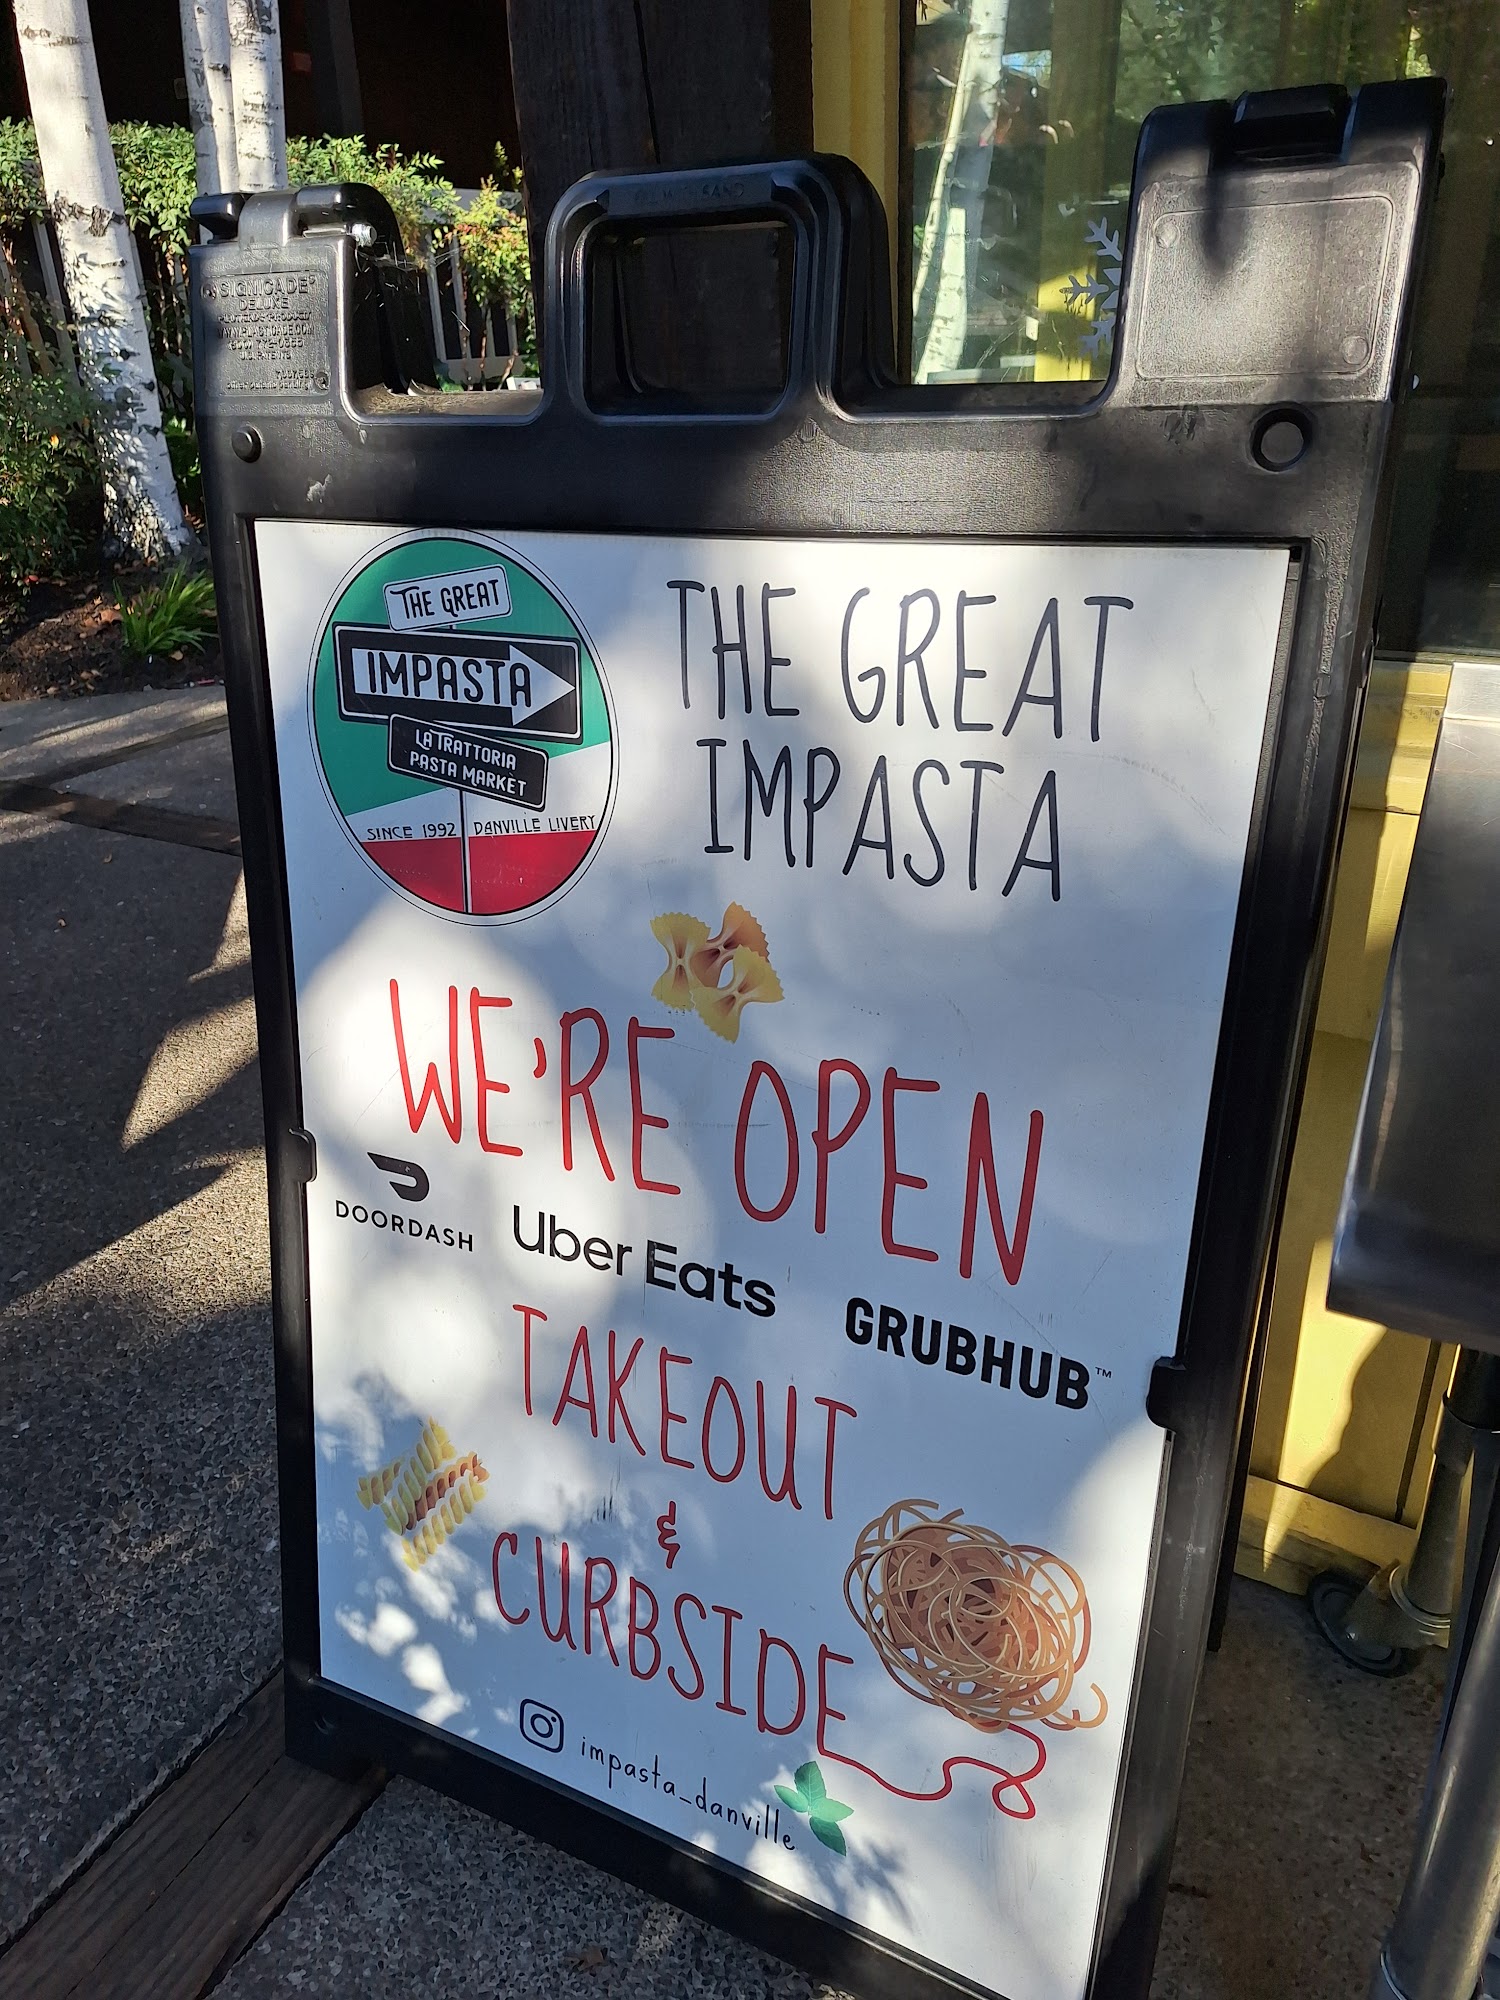 SIGNICADE®
DELUXE
THE GREAT
IMPASTA
LA TRATTORIA
PASTA MARKET
SINCE 1992 DANVILLE LIVERY
THE GREAT
IMPASTA
WE'RE OPEN
DOORDASH
Uber Eats
GRUBHUB™
TAKEOUT
&
CURBSIDE
impasta_danville